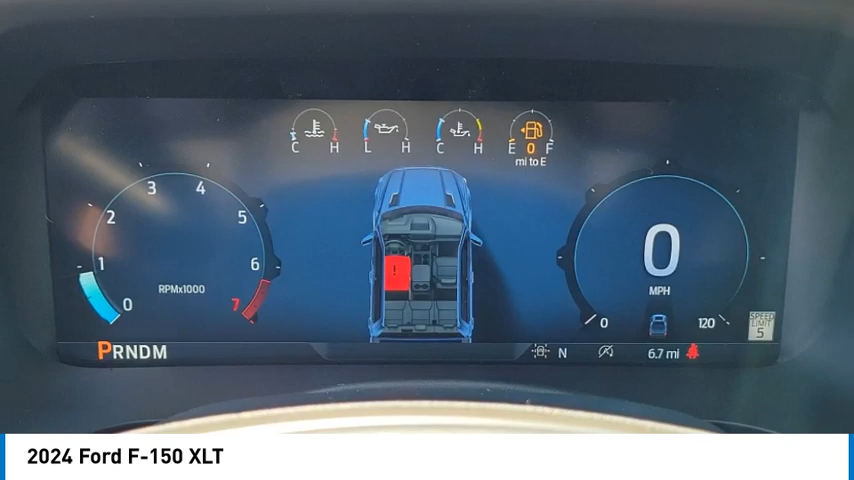 C H L H C H E 0 F
mi to E
0 1 2 3 4 5 6 7
RPMx1000
0
MPH
0 120
SPEED
LIMIT
5
!
PRNDM
N
6.7 mi
2024 Ford F-150 XLT